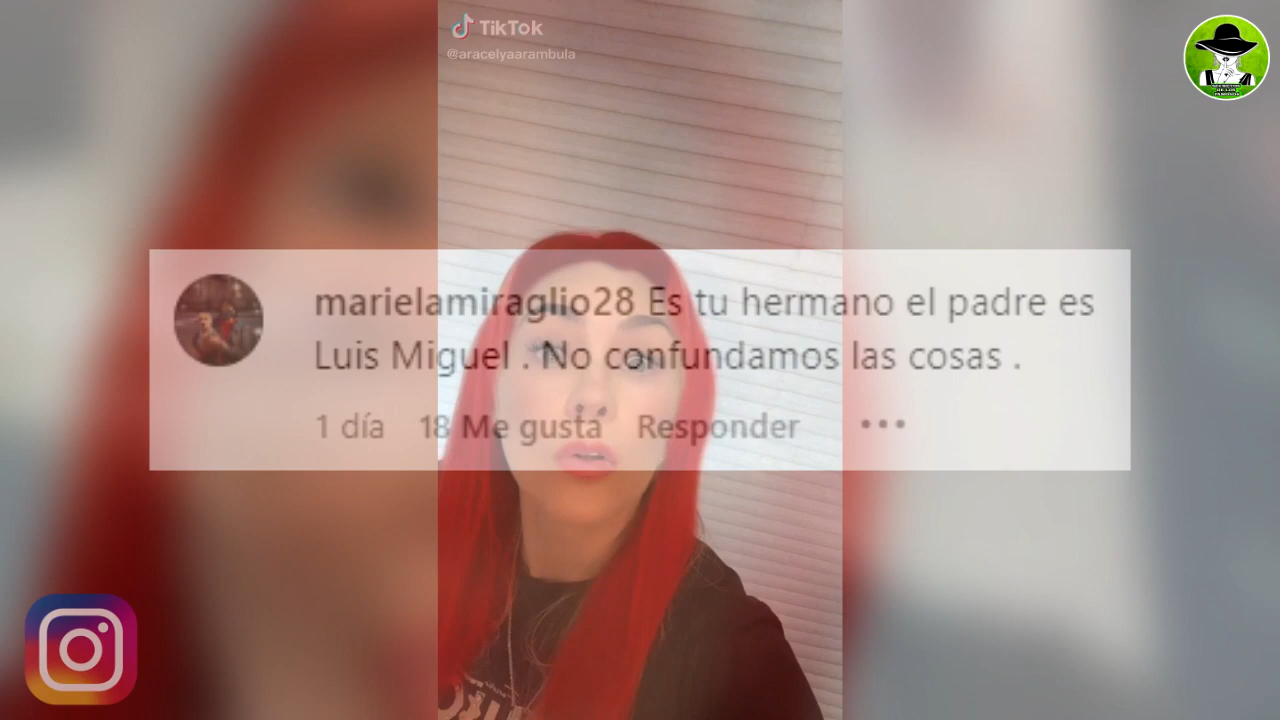 TikTok
@aracelyaarambula
marielamiraglio28 Es tu hermano el padre es
Luis Miguel . No confundamos las cosas .
1 día 18 Me gusta Responder